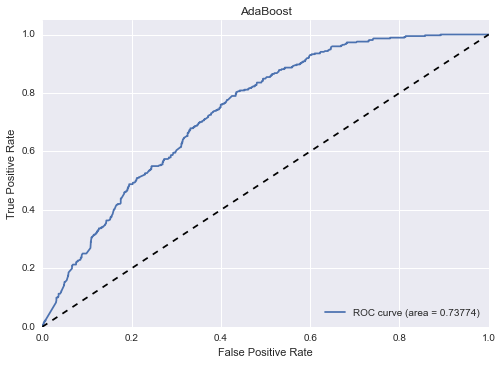 AdaBoost
True Positive Rate
1.0
0.8
0.6
0.4
0.2
0.0
ROC curve (area = 0.73774)
0.0 0.2 0.4 0.6 0.8 1.0
False Positive Rate